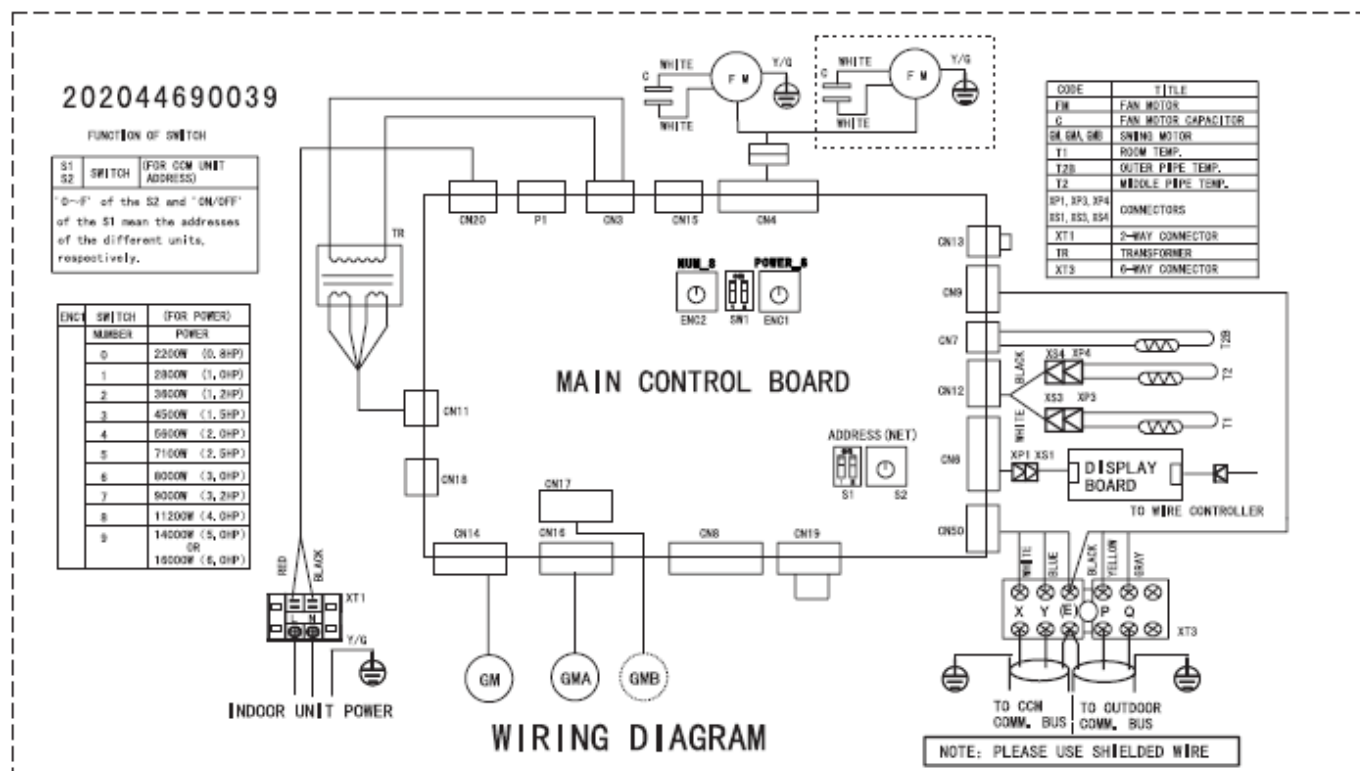 202044690039
FUNCTION OF SWITCH
S1
S2
SWITCH
(FOR CCM UNIT
ADDRESS)
'0~F' of the S2 and 'ON/OFF'
of the S1 mean the addresses
of the different units,
respectively.
ENC1 SWITCH (FOR POWER)
NUMBER POWER
0 2200W (0.8HP)
1 2800W (1.0HP)
2 3600W (1.2HP)
3 4500W (1.5HP)
4 5600W (2.0HP)
5 7100W (2.5HP)
6 8000W (3.0HP)
7 9000W (3.2HP)
8 11200W (4.0HP)
9 14000W (5.0HP)
OR
16000W (6.0HP)
WHITE
C
WHITE
FM
Y/G
WHITE
C
WHITE
FM
Y/G
CODE TITLE
FM FAN MOTOR
C FAN MOTOR CAPACITOR
GM, GMA, GMB SWING MOTOR
T1 ROOM TEMP.
T2B OUTER PIPE TEMP.
T2 MIDDLE PIPE TEMP.
XP1, XP3, XP4
XS1, XS3, XS4
CONNECTORS
XT1 2-WAY CONNECTOR
TR TRANSFORMER
XT3 6-WAY CONNECTOR
TR
CN20
P1
CN3
CN15
CN4
CN13
CN9
CN7
CN12
CN6
CN50
NUM_S
POWER_S
ENC2
SW1
ENC1
MAIN CONTROL BOARD
ADDRESS(NET)
S1
S2
CN11
CN18
CN17
CN14
CN16
CN8
CN19
T2B
BLACK
XS4 XP4
T2
WHITE
XS3 XP3
T1
XP1 XS1
DISPLAY
BOARD
TO WIRE CONTROLLER
RED
BLACK
XT1
L N
Y/G
INDOOR UNIT POWER
GM
GMA
GMB
WHITE
BLUE
BLACK
YELLOW
GRAY
X Y (E) P Q
XT3
TO CCM
COMM. BUS
TO OUTDOOR
COMM. BUS
WIRING DIAGRAM
NOTE: PLEASE USE SHIELDED WIRE